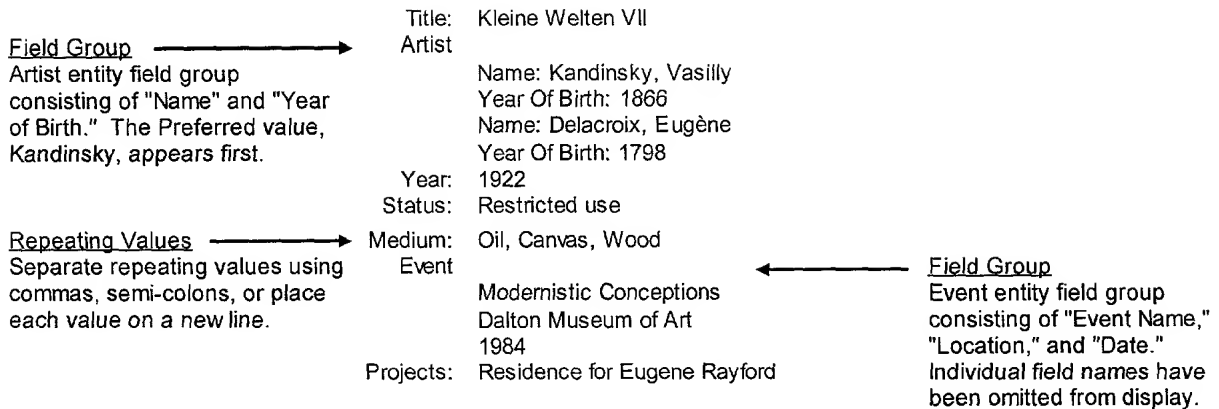 Title: Kleine Welten VII
Field Group
Artist entity field group
consisting of "Name" and "Year
of Birth." The Preferred value,
Kandinsky, appears first.
Artist
Name: Kandinsky, Vasilly
Year Of Birth: 1866
Name: Delacroix, Eugène
Year Of Birth: 1798
Year: 1922
Status: Restricted use
Repeating Values
Separate repeating values using
commas, semi-colons, or place
each value on a new line.
Medium: Oil, Canvas, Wood
Event
Modernistic Conceptions
Dalton Museum of Art
1984
Projects: Residence for Eugene Rayford
Field Group
Event entity field group
consisting of "Event Name,"
"Location," and "Date."
Individual field names have
been omitted from display.